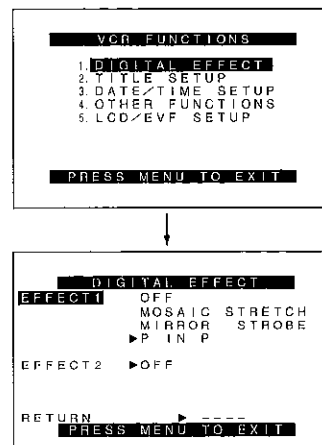 VCR FUNCTIONS
1. DIGITAL EFFECT
2. TITLE SETUP
3. DATE/TIME SETUP
4. OTHER FUNCTIONS
5. LCD/EVF SETUP
PRESS MENU TO EXIT
DIGITAL EFFECT
EFFECT1 OFF
MOSAIC STRETCH
MIRROR STROBE
▶P IN P
EFFECT2 ▶OFF
RETURN ▶ ----
PRESS MENU TO EXIT